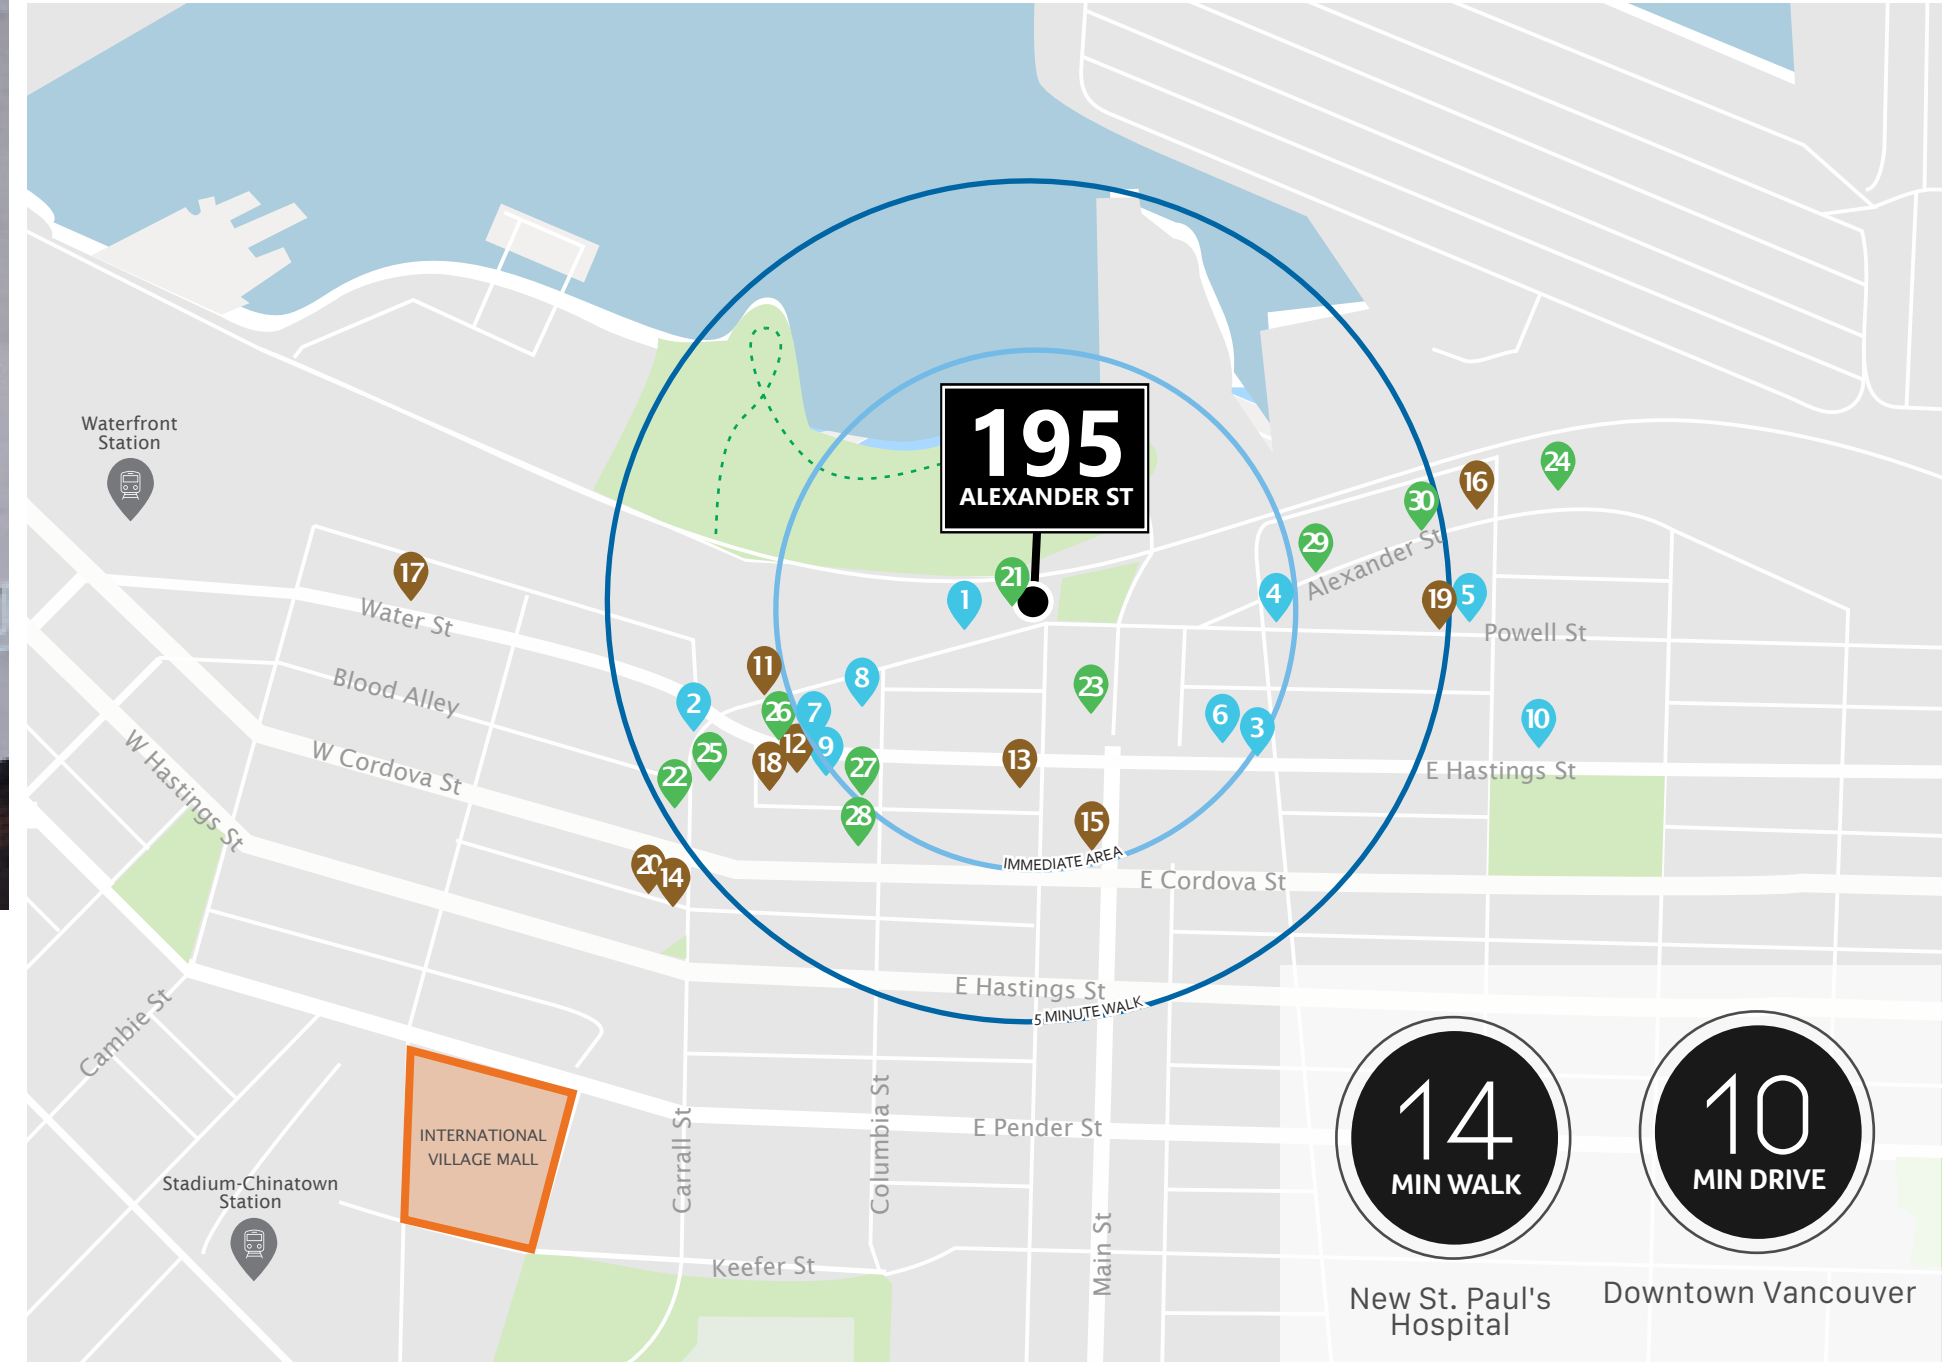 195
ALEXANDER ST
Waterfront
Station
24
16
30
29
Alexander St
17
21
1
4
19
5
Water St
Powell St
11
8
23
Blood Alley
2
26
7
6
3
10
12
9
25
18
13
27
W Hastings St
W Cordova St
22
E Hastings St
28
15
20
14
IMMEDIATE AREA
E Cordova St
E Hastings St
5 MINUTE WALK
Cambie St
INTERNATIONAL
VILLAGE MALL
Carrall St
Columbia St
E Pender St
Stadium-Chinatown
Station
Main St
Keefer St
14
MIN WALK
New St. Paul's
Hospital
10
MIN DRIVE
Downtown Vancouver